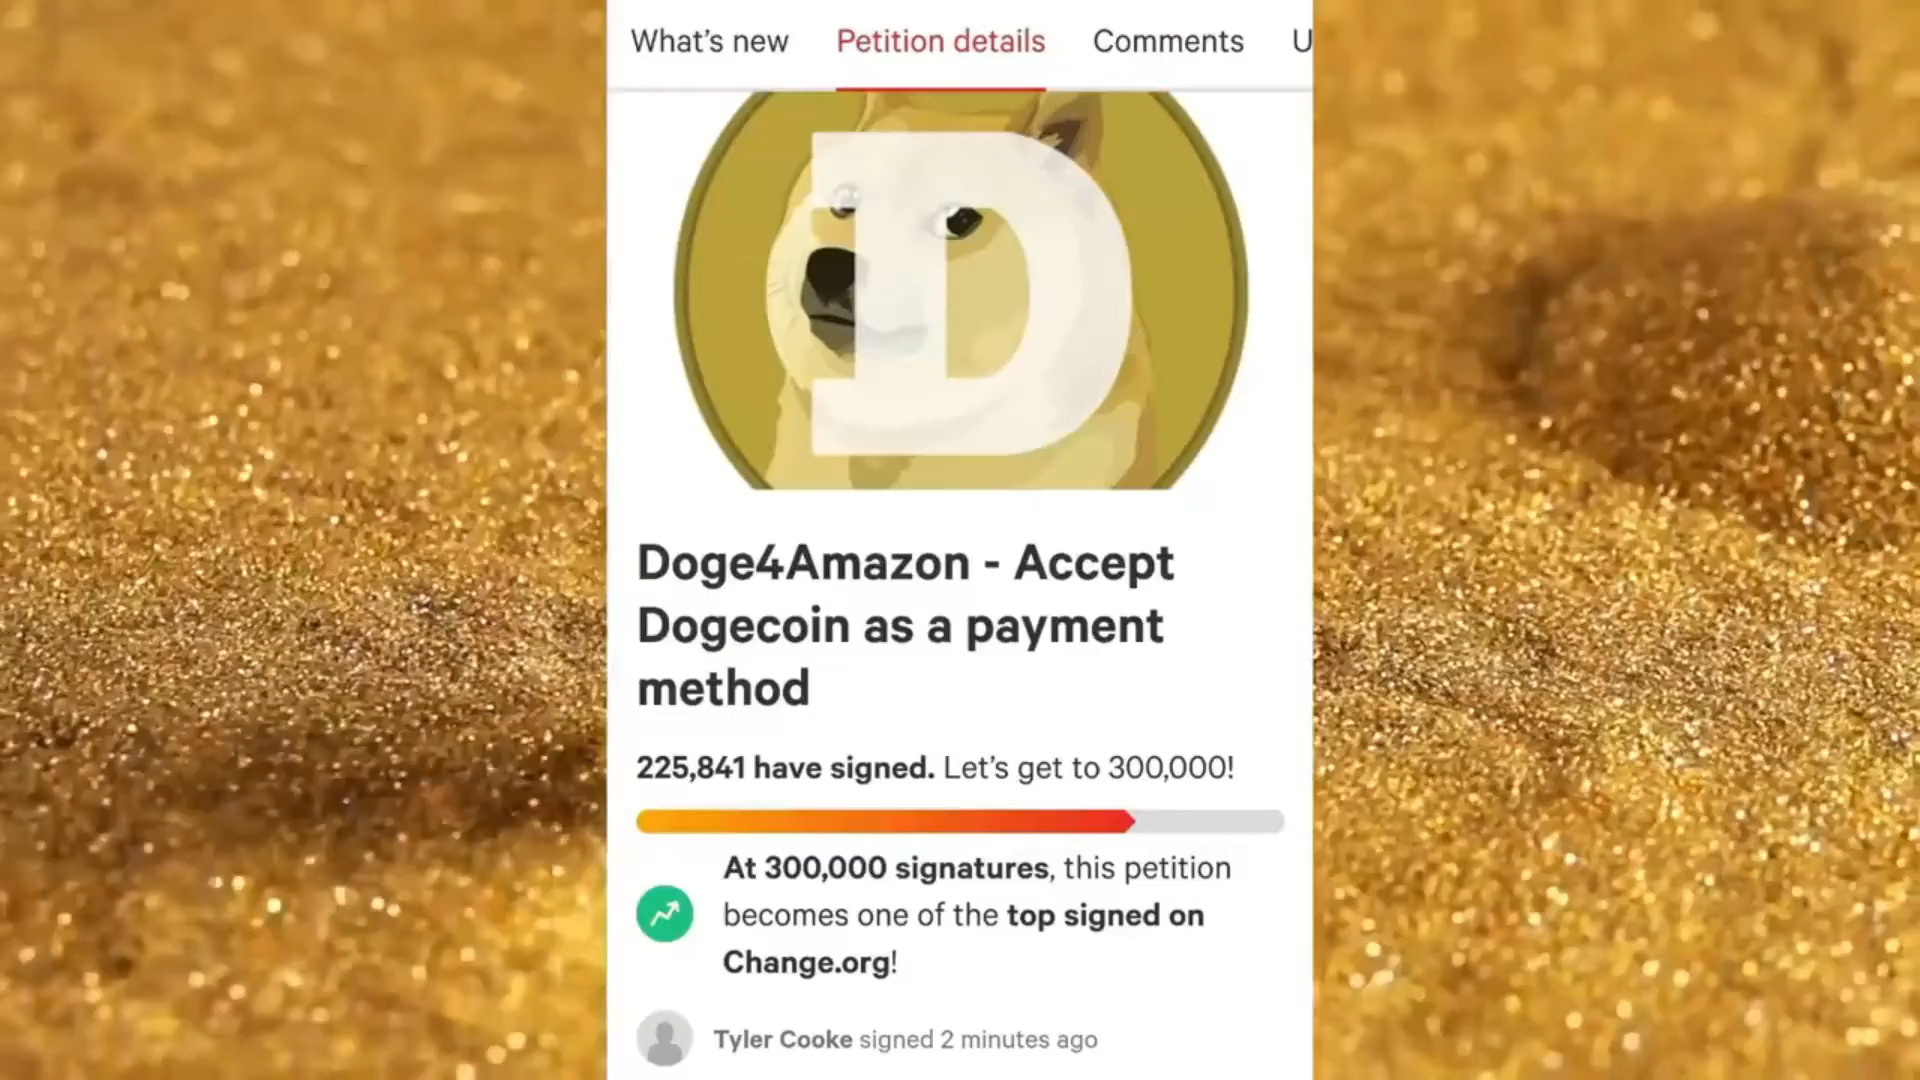 What's new Petition details Comments U
D
Doge4Amazon - Accept
Dogecoin as a payment
method
225,841 have signed. Let's get to 300,000!
At 300,000 signatures, this petition
becomes one of the top signed on
Change.org!
Tyler Cooke signed 2 minutes ago